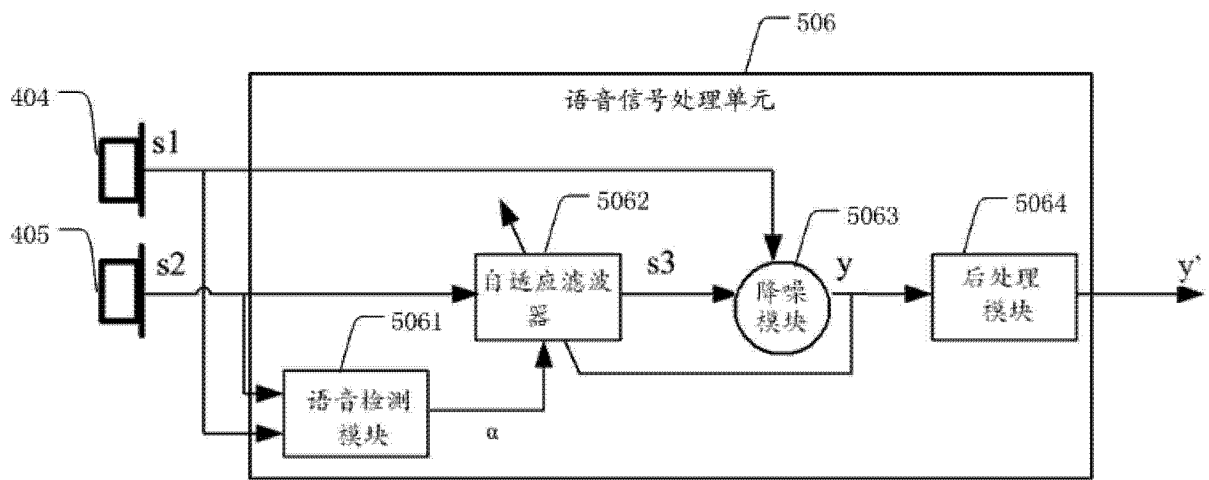 506
语音信号处理单元
404
s1
5062
5063
5064
405
s2
自适应滤波
器
s3
降噪
模块
y
后处理
模块
y`
5061
语音检测
模块
α